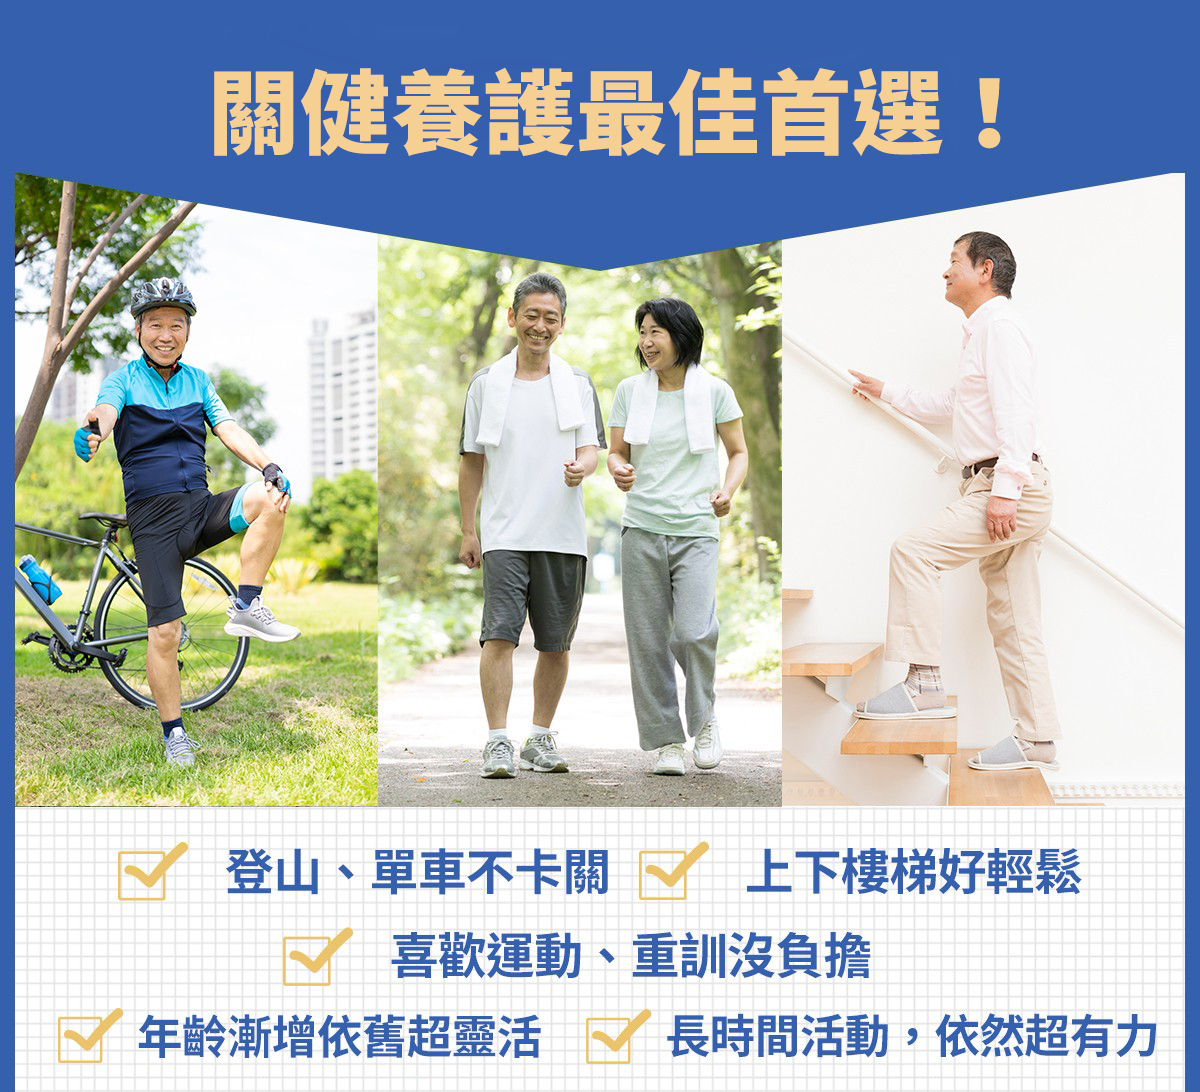 關健養護最佳首選！
登山、單車不卡關
上下樓梯好輕鬆
喜歡運動、重訓沒負擔
年齡漸增依舊超靈活
長時間活動，依然超有力